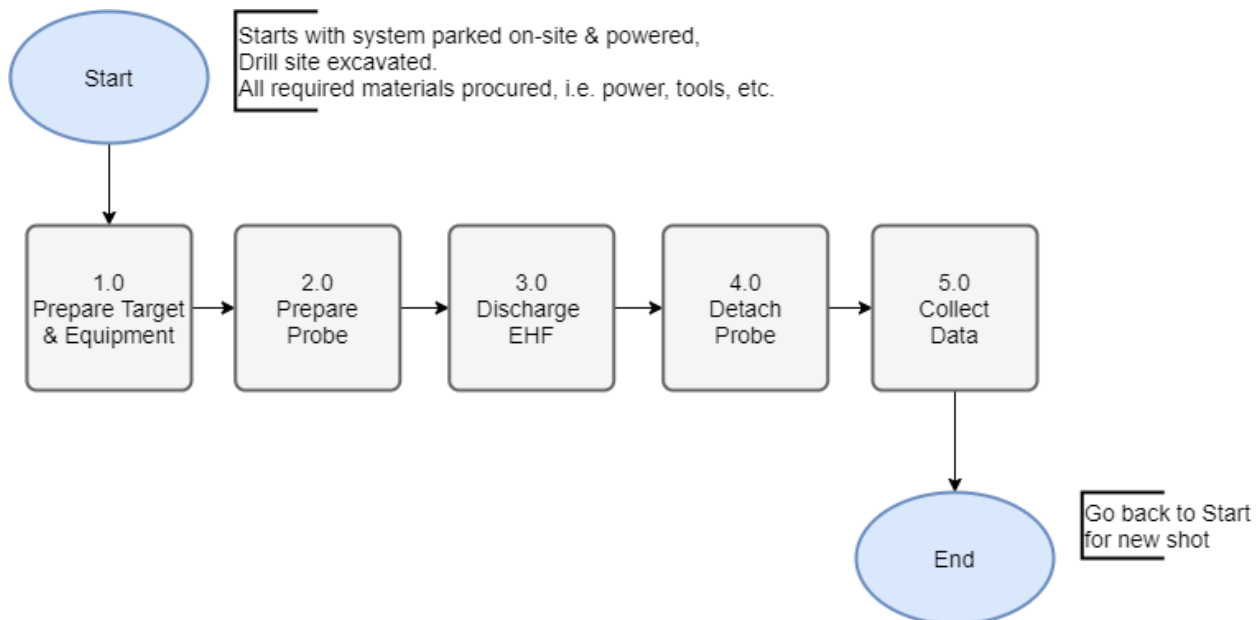 Start
Starts with system parked on-site & powered,
Drill site excavated.
All required materials procured, i.e. power, tools, etc.
1.0
Prepare Target
& Equipment
2.0
Prepare
Probe
3.0
Discharge
EHF
4.0
Detach
Probe
5.0
Collect
Data
End
Go back to Start
for new shot